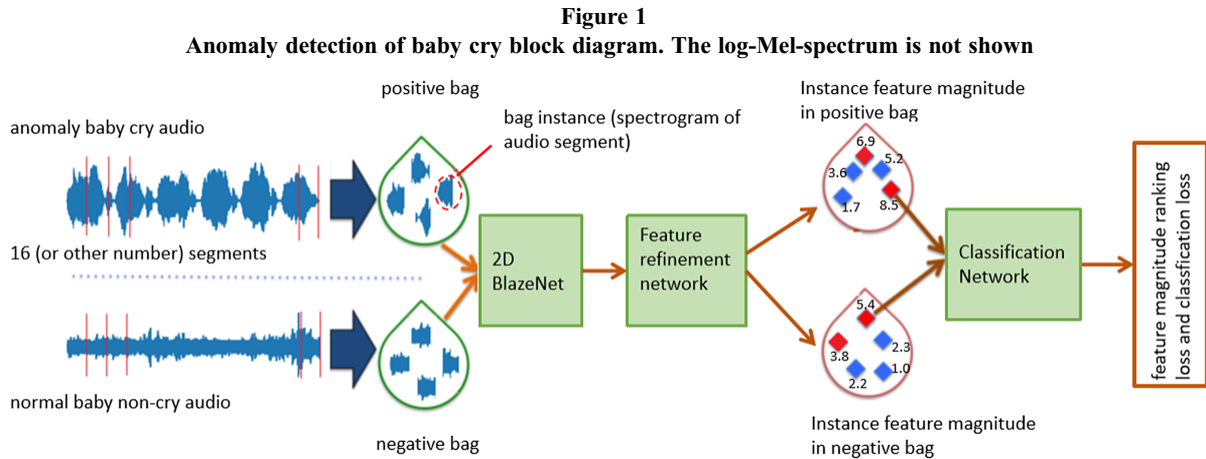 Figure 1
Anomaly detection of baby cry block diagram. The log-Mel-spectrum is not shown
positive bag
anomaly baby cry audio
bag instance (spectrogram of
audio segment)
16 (or other number) segments
normal baby non-cry audio
negative bag
2D
BlazeNet
Feature
refinement
network
Instance feature magnitude
in positive bag
6.9
5.2
3.6
1.7
8.5
5.4
3.8
2.3
2.2
1.0
Instance feature magnitude
in negative bag
Classification
Network
feature magnitude ranking
loss and classfication loss